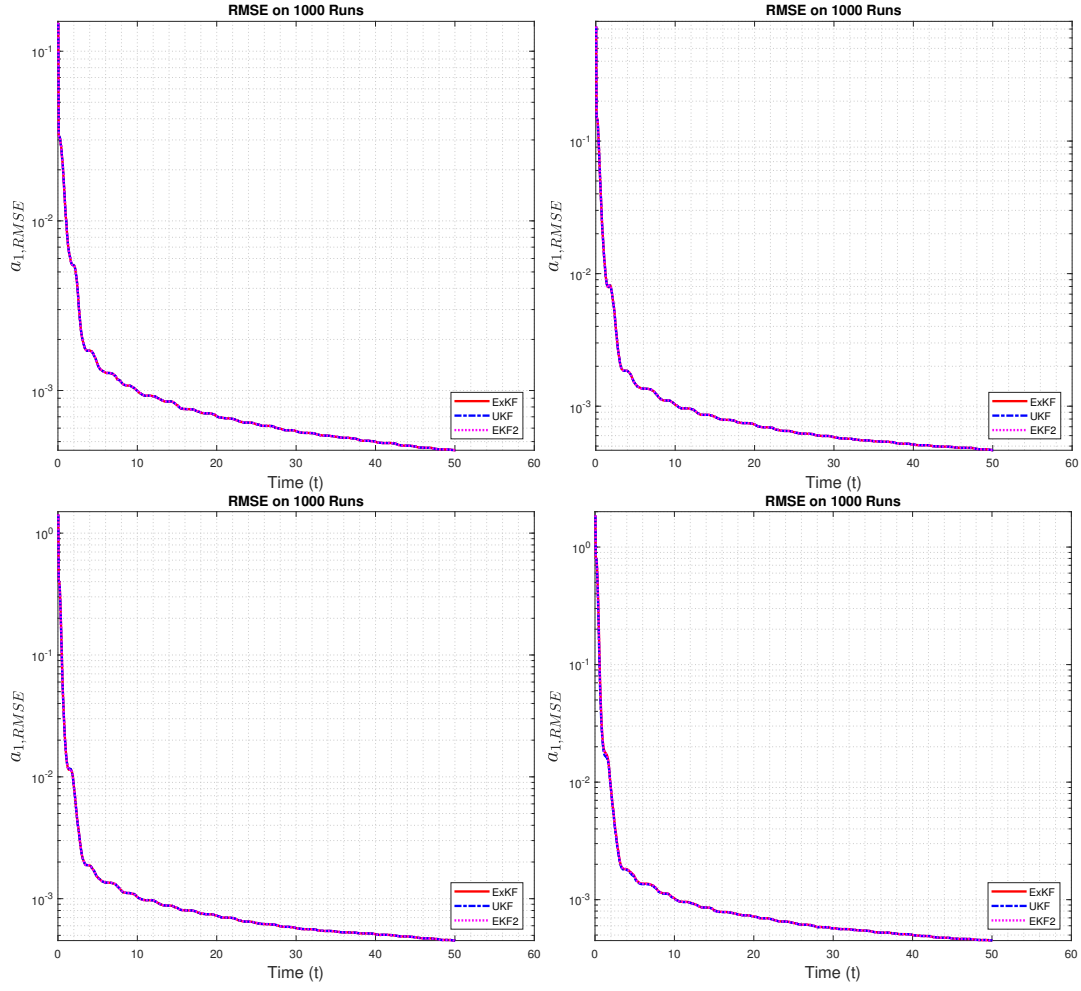 RMSE on 1000 Runs
10^-1
10^-2
10^-3
a_{1,RMSE}
0 10 20 30 40 50 60
Time (t)
ExKF
UKF
EKF2
RMSE on 1000 Runs
10^-1
10^-2
10^-3
a_{1,RMSE}
0 10 20 30 40 50 60
Time (t)
ExKF
UKF
EKF2
RMSE on 1000 Runs
10^0
10^-1
10^-2
10^-3
a_{1,RMSE}
0 10 20 30 40 50 60
Time (t)
ExKF
UKF
EKF2
RMSE on 1000 Runs
10^0
10^-1
10^-2
10^-3
a_{1,RMSE}
0 10 20 30 40 50 60
Time (t)
ExKF
UKF
EKF2